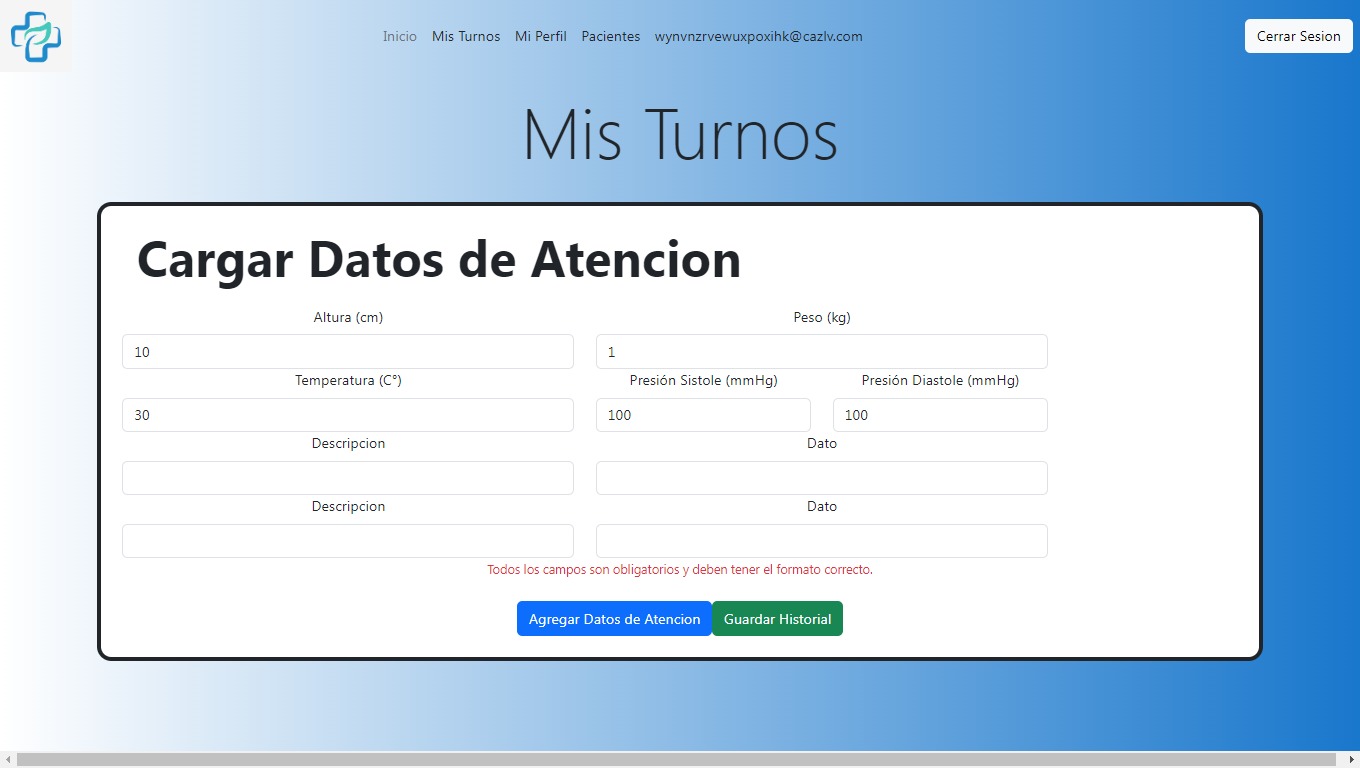 Inicio Mis Turnos Mi Perfil Pacientes wynvnzrvewuxpoxihk@cazlv.com Cerrar Sesion
Mis Turnos
Cargar Datos de Atencion
Altura (cm) Peso (kg)
10 1
Temperatura (C°) Presión Sistole (mmHg) Presión Diastole (mmHg)
30 100 100
Descripcion Dato
Descripcion Dato
Todos los campos son obligatorios y deben tener el formato correcto.
Agregar Datos de Atencion Guardar Historial